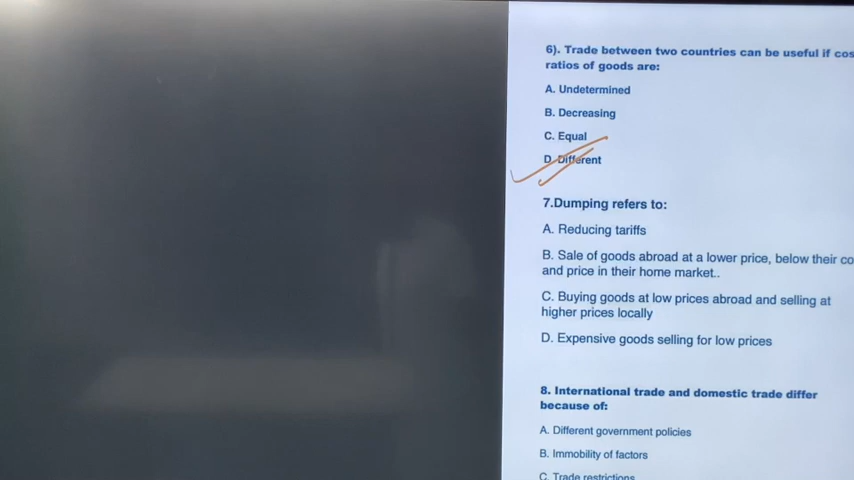 6). Trade between two countries can be useful if
ratios of goods are:
A. Undetermined
B. Decreasing
C. Equal
D. Different
7.Dumping refers to:
A. Reducing tariffs
B. Sale of goods abroad at a lower price, below their
and price in their home market..
C. Buying goods at low prices abroad and selling at
higher prices locally
D. Expensive goods selling for low prices
8. International trade and domestic trade differ
because of:
A. Different government policies
B. Immobility of factors
C. Trade restrictions